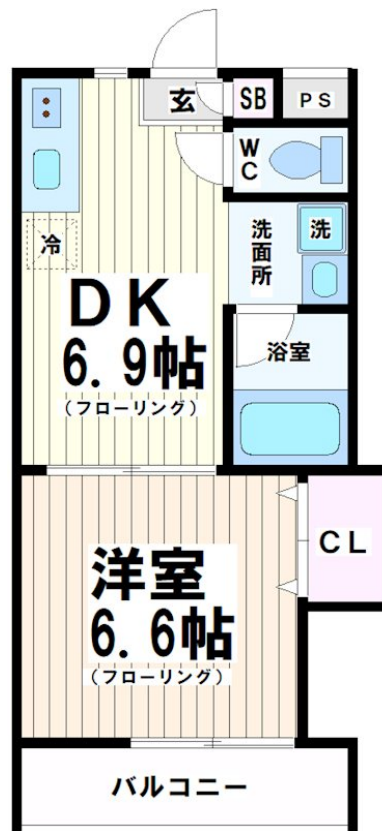 玄
SB
PS
WC
冷
洗面所
洗
DK
6.9帖
(フローリング)
浴室
CL
洋室
6.6帖
(フローリング)
バルコニー